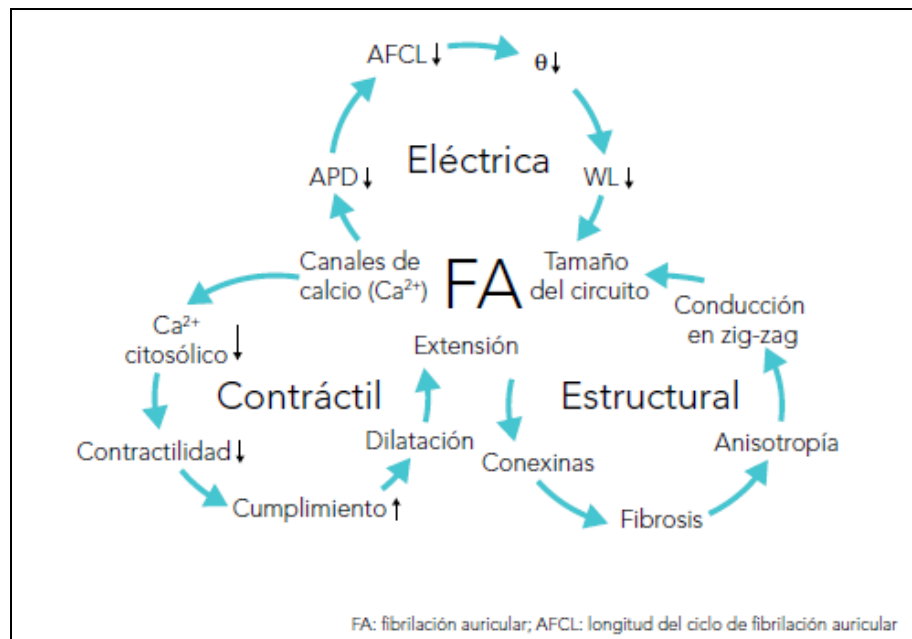 AFCL↓
θ↓
Eléctrica
APD↓
WL↓
Canales de
calcio (Ca²⁺)
FA
Tamaño
del circuito
Conducción
en zig-zag
Ca²⁺
citosólico↓
Extensión
Contráctil
Estructural
Contractilidad↓
Dilatación
Conexinas
Anisotropía
Cumplimiento↑
Fibrosis
FA: fibrilación auricular; AFCL: longitud del ciclo de fibrilación auricular